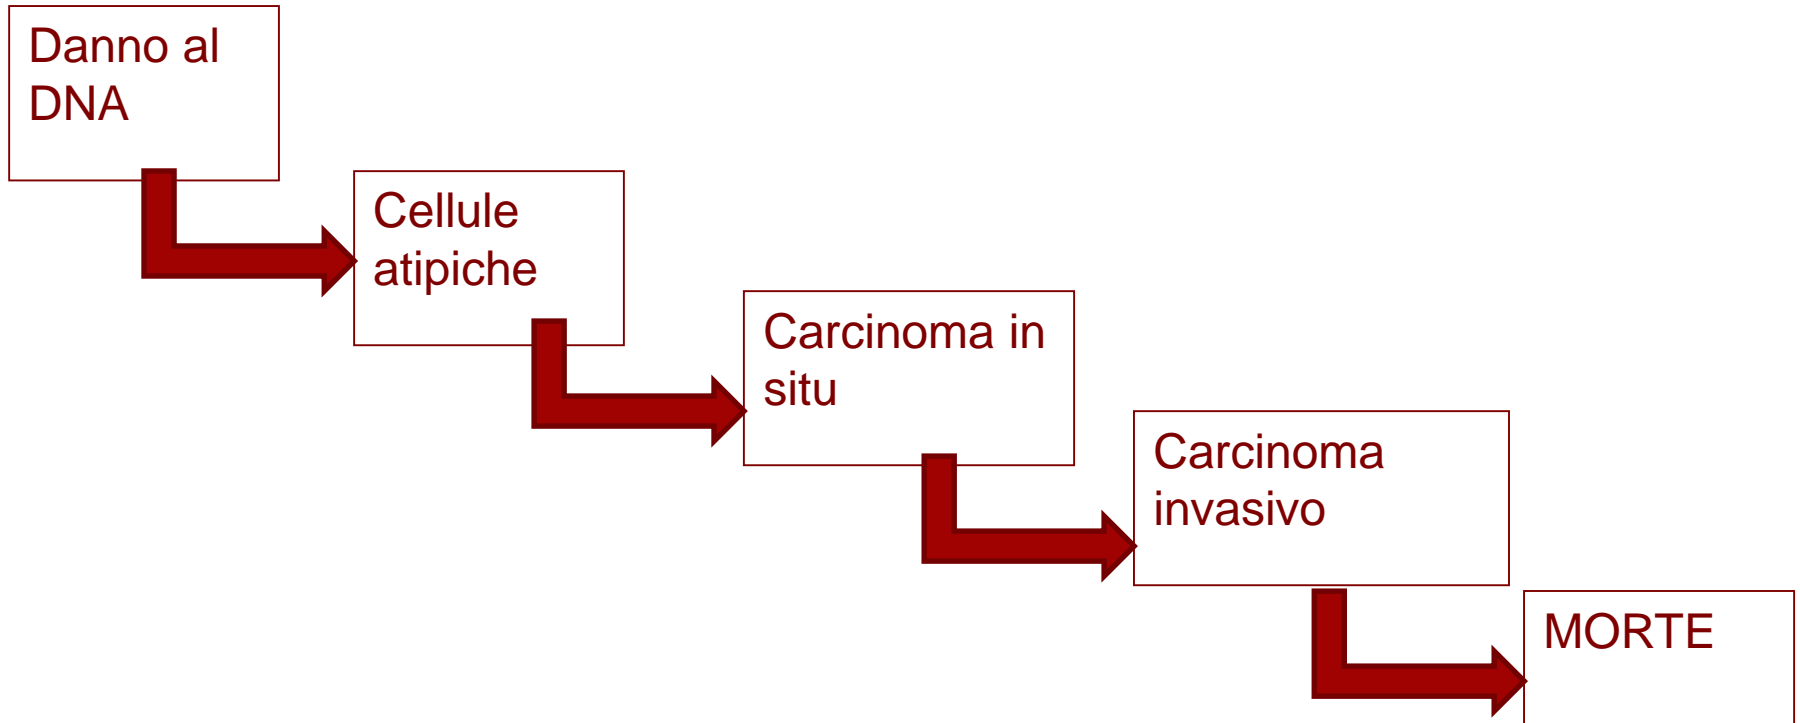 Danno al
DNA
Cellule
atipiche
Carcinoma in
situ
Carcinoma
invasivo
MORTE